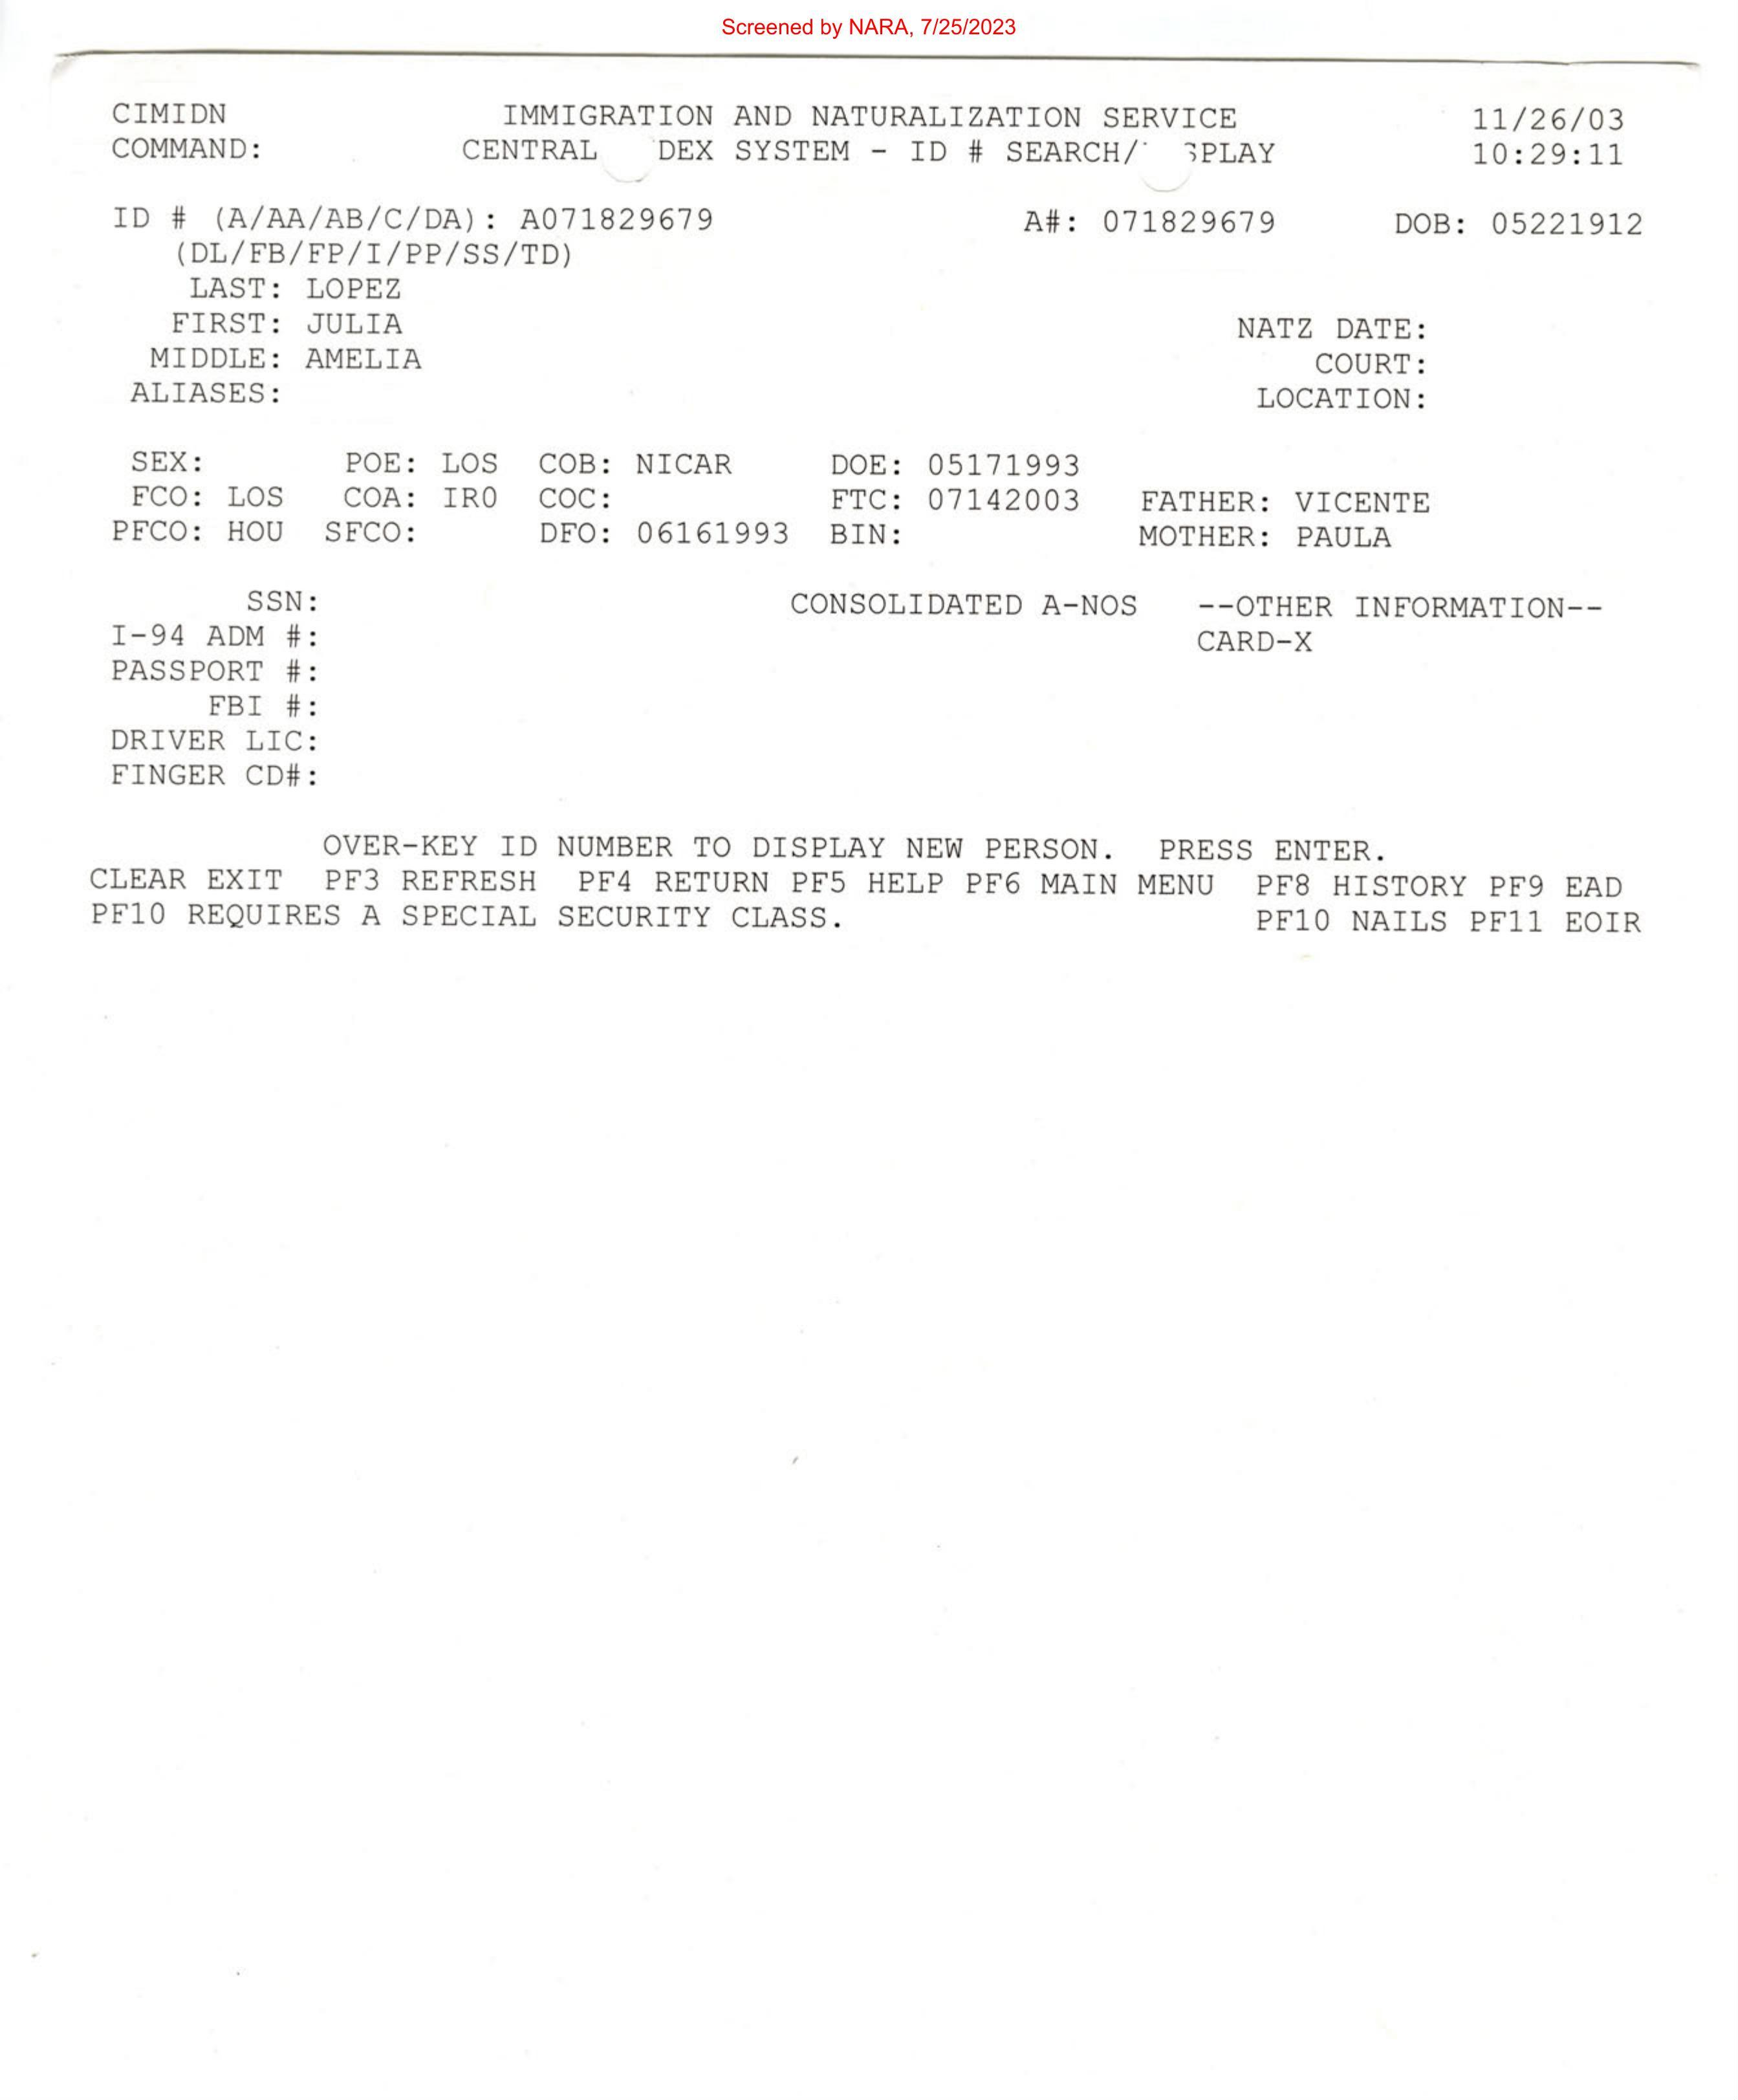 Screened by NARA, 7/25/2023
CIMIDN IMMIGRATION AND NATURALIZATION SERVICE 11/26/03
COMMAND: CENTRAL DEX SYSTEM - ID # SEARCH/ SPLAY 10:29:11
ID # (A/AA/AB/C/DA): A071829679 A#: 071829679 DOB: 05221912
(DL/FB/FP/I/PP/SS/TD)
LAST: LOPEZ
FIRST: JULIA NATZ DATE:
MIDDLE: AMELIA COURT:
ALIASES: LOCATION:
SEX: POE: LOS COB: NICAR DOE: 05171993
FCO: LOS COA: IR0 COC: FTC: 07142003 FATHER: VICENTE
PFCO: HOU SFCO: DFO: 06161993 BIN: MOTHER: PAULA
SSN: CONSOLIDATED A-NOS --OTHER INFORMATION--
I-94 ADM #: CARD-X
PASSPORT #:
FBI #:
DRIVER LIC:
FINGER CD#:
OVER-KEY ID NUMBER TO DISPLAY NEW PERSON. PRESS ENTER.
CLEAR EXIT PF3 REFRESH PF4 RETURN PF5 HELP PF6 MAIN MENU PF8 HISTORY PF9 EAD
PF10 REQUIRES A SPECIAL SECURITY CLASS. PF10 NAILS PF11 EOIR